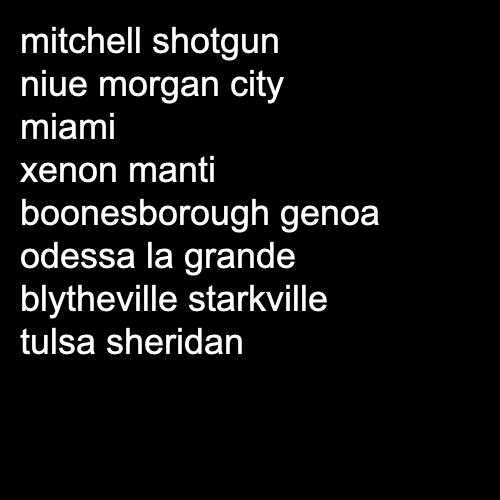 mitchell shotgun
niue morgan city
miami
xenon manti
boonesborough genoa
odessa la grande
blytheville starkville
tulsa sheridan